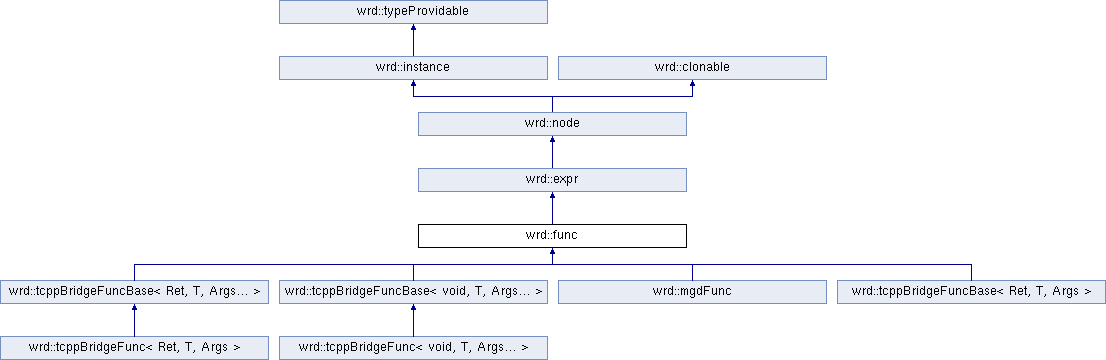 wrd::typeProvidable
wrd::instance
wrd::clonable
wrd::node
wrd::expr
wrd::func
wrd::tcppBridgeFuncBase< Ret, T, Args... >
wrd::tcppBridgeFuncBase< void, T, Args... >
wrd::mgdFunc
wrd::tcppBridgeFuncBase< Ret, T, Args >
wrd::tcppBridgeFunc< Ret, T, Args >
wrd::tcppBridgeFunc< void, T, Args... >